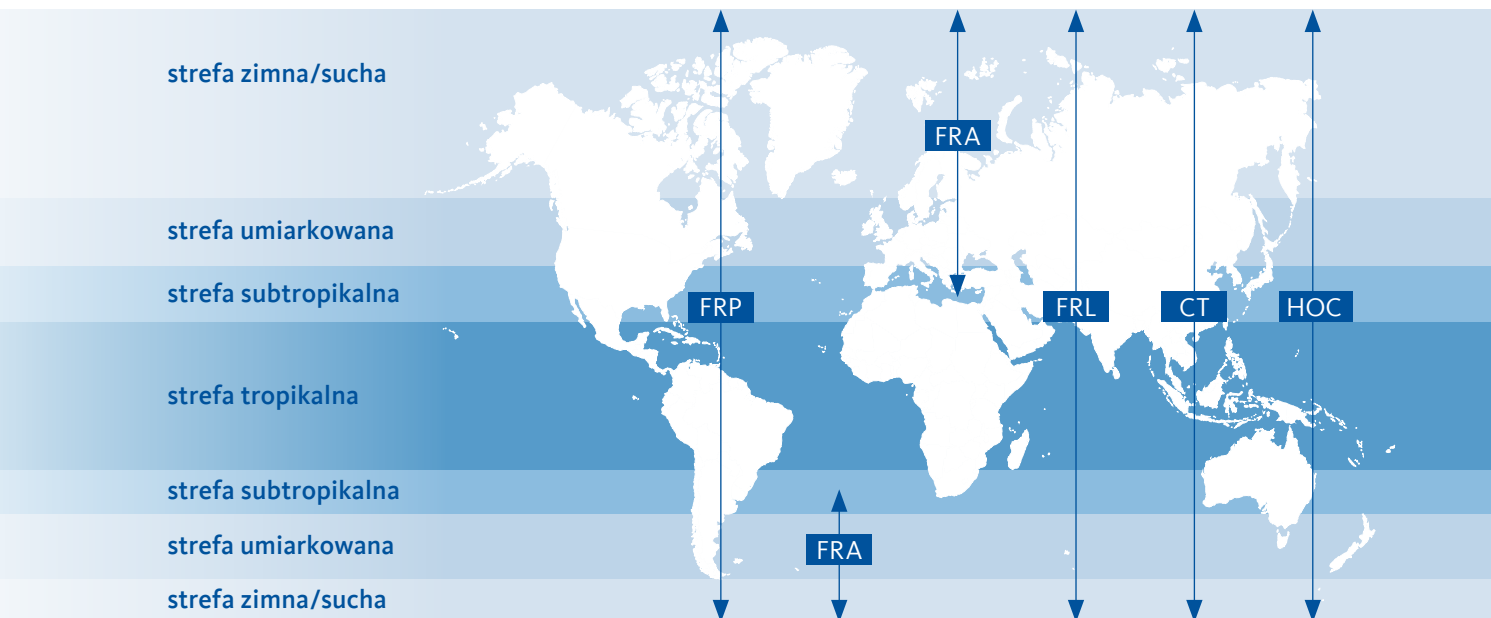 strefa zimna/sucha
FRA
strefa umiarkowana
strefa subtropikalna
FRP
FRL
CT
HOC
strefa tropikalna
strefa subtropikalna
strefa umiarkowana
FRA
strefa zimna/sucha